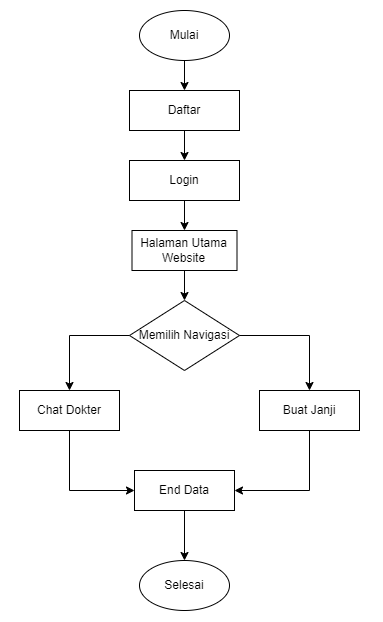 Mulai
Daftar
Login
Halaman Utama
Website
Memilih Navigasi
Chat Dokter
Buat Janji
End Data
Selesai